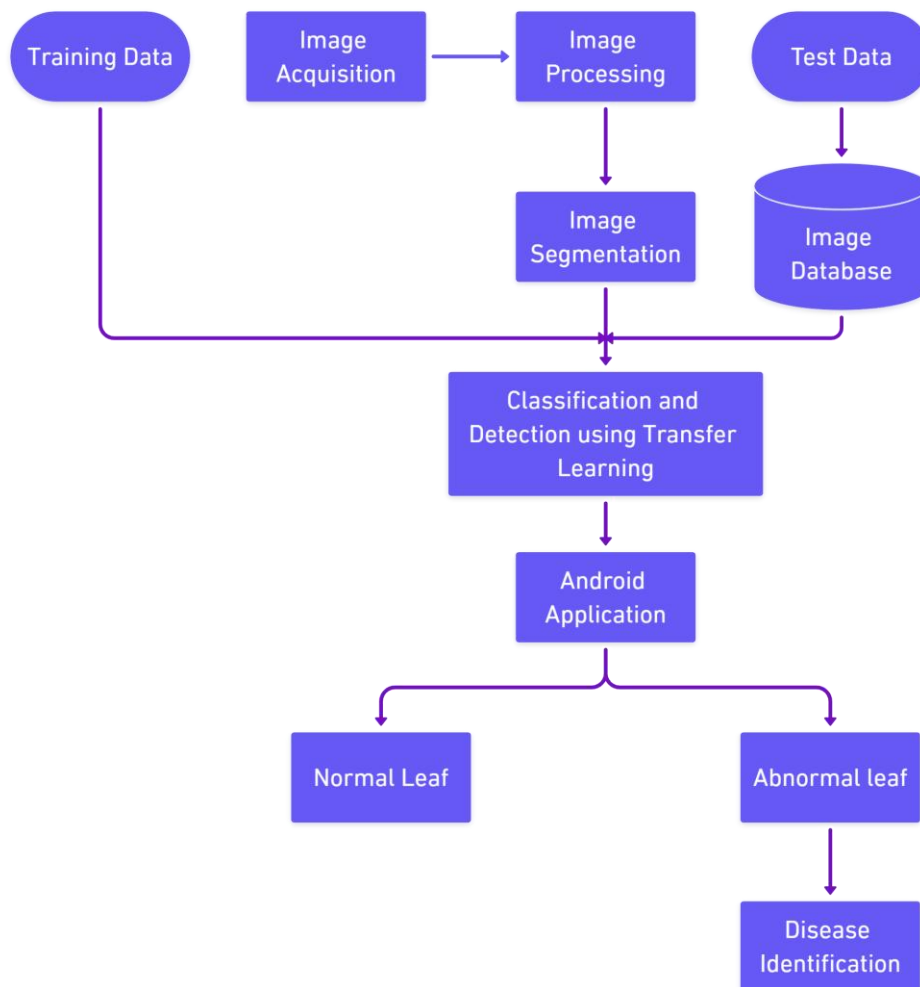 Training Data
Image
Acquisition
Image
Processing
Test Data
Image
Segmentation
Image
Database
Classification and
Detection using Transfer
Learning
Android
Application
Normal Leaf
Abnormal leaf
Disease
Identification